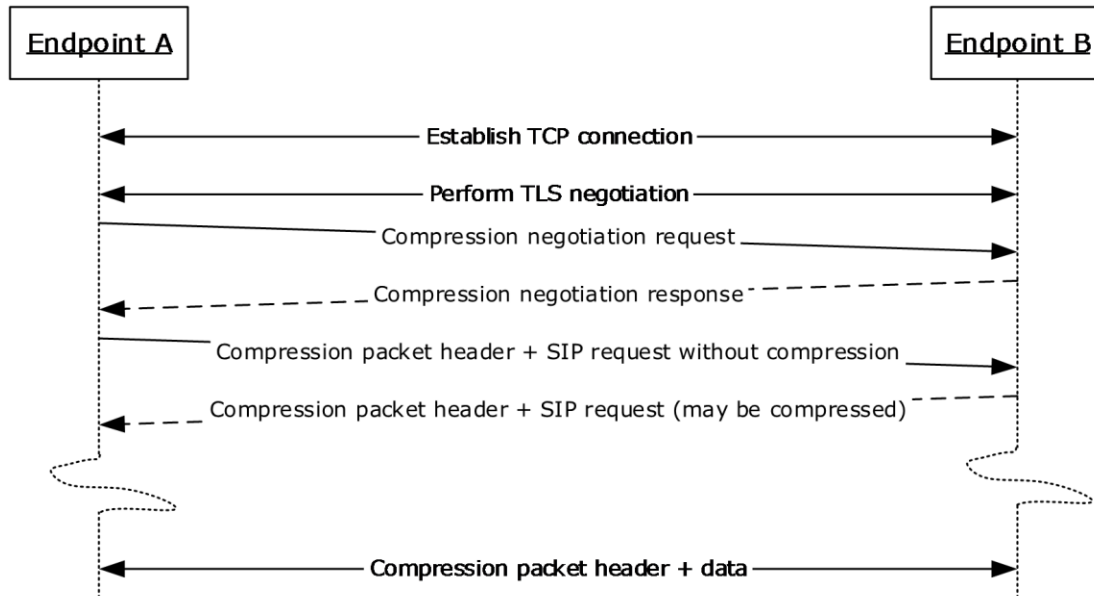 Endpoint A
Endpoint B
Establish TCP connection
Perform TLS negotiation
Compression negotiation request
Compression negotiation response
Compression packet header + SIP request without compression
Compression packet header + SIP request (may be compressed)
Compression packet header + data